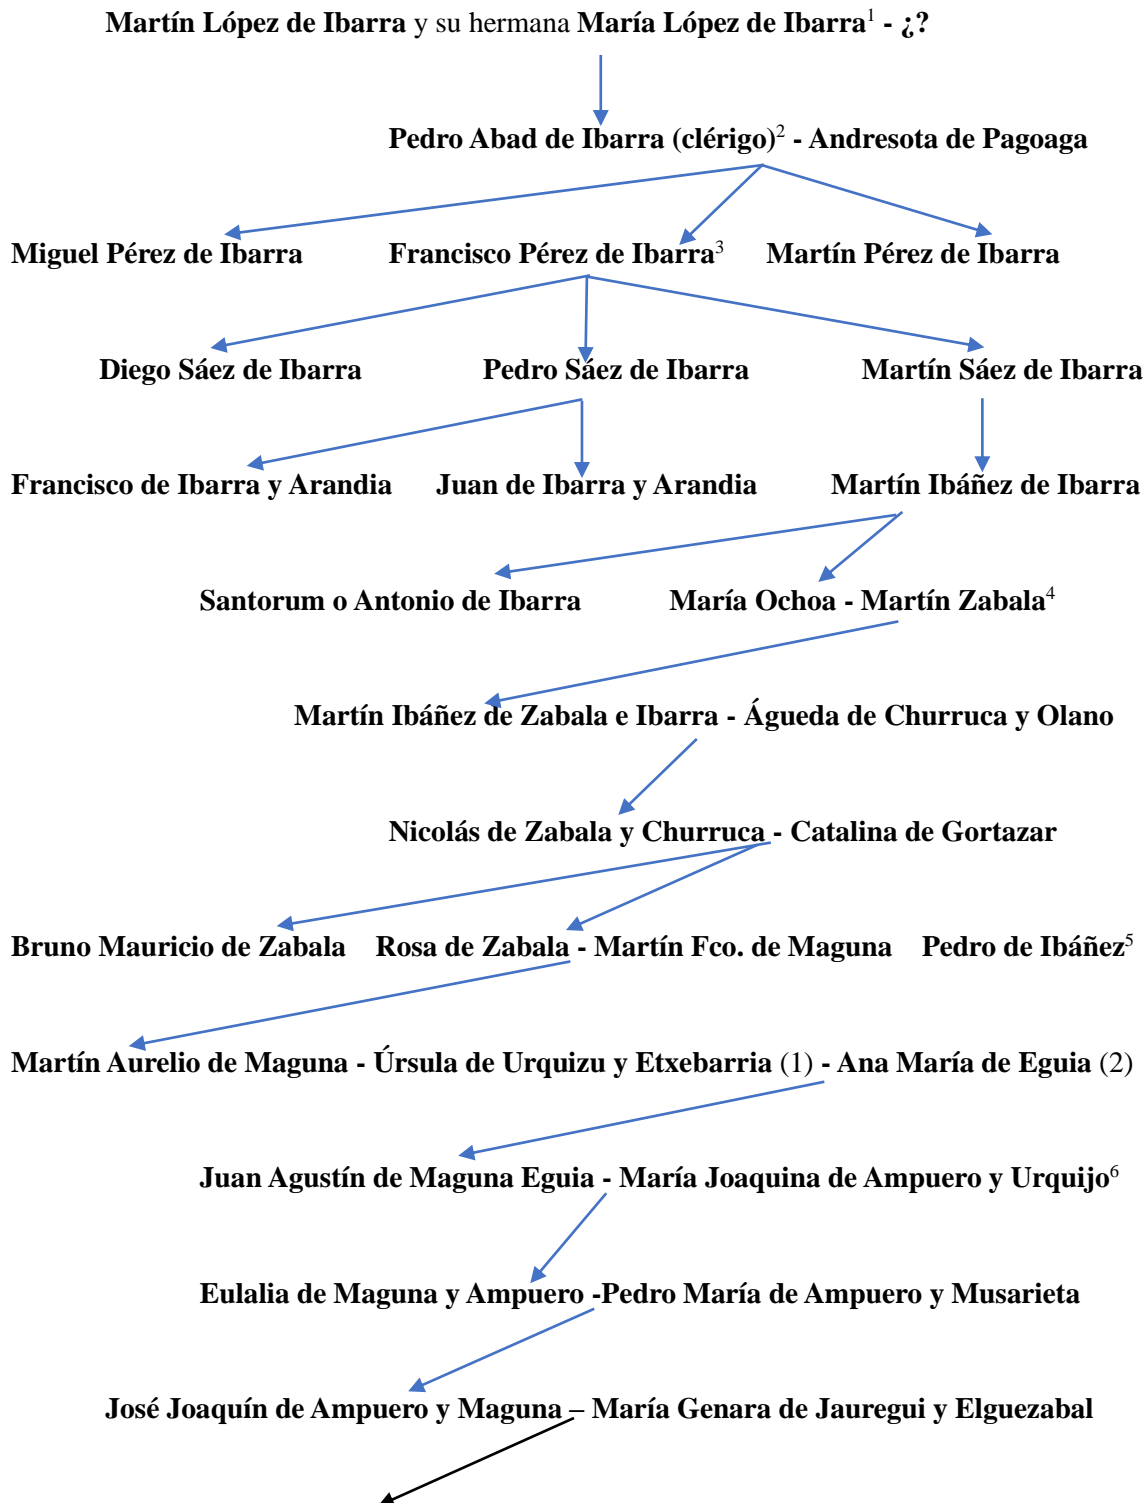 Martín López de Ibarra y su hermana María López de Ibarra¹ - ¿?
Pedro Abad de Ibarra (clérigo)² - Andresota de Pagoaga
Miguel Pérez de Ibarra Francisco Pérez de Ibarra³ Martín Pérez de Ibarra
Diego Sáez de Ibarra Pedro Sáez de Ibarra Martín Sáez de Ibarra
Francisco de Ibarra y Arandia Juan de Ibarra y Arandia Martín Ibáñez de Ibarra
Santorum o Antonio de Ibarra María Ochoa - Martín Zabala⁴
Martín Ibáñez de Zabala e Ibarra - Águeda de Churruca y Olano
Nicolás de Zabala y Churruca - Catalina de Gortazar
Bruno Mauricio de Zabala Rosa de Zabala - Martín Fco. de Maguna Pedro de Ibáñez⁵
Martín Aurelio de Maguna - Úrsula de Urquizu y Etxebarria (1) - Ana María de Eguia (2)
Juan Agustín de Maguna Eguia - María Joaquina de Ampuero y Urquijo⁶
Eulalia de Maguna y Ampuero -Pedro María de Ampuero y Musarieta
José Joaquín de Ampuero y Maguna – María Genara de Jauregui y Elguezabal